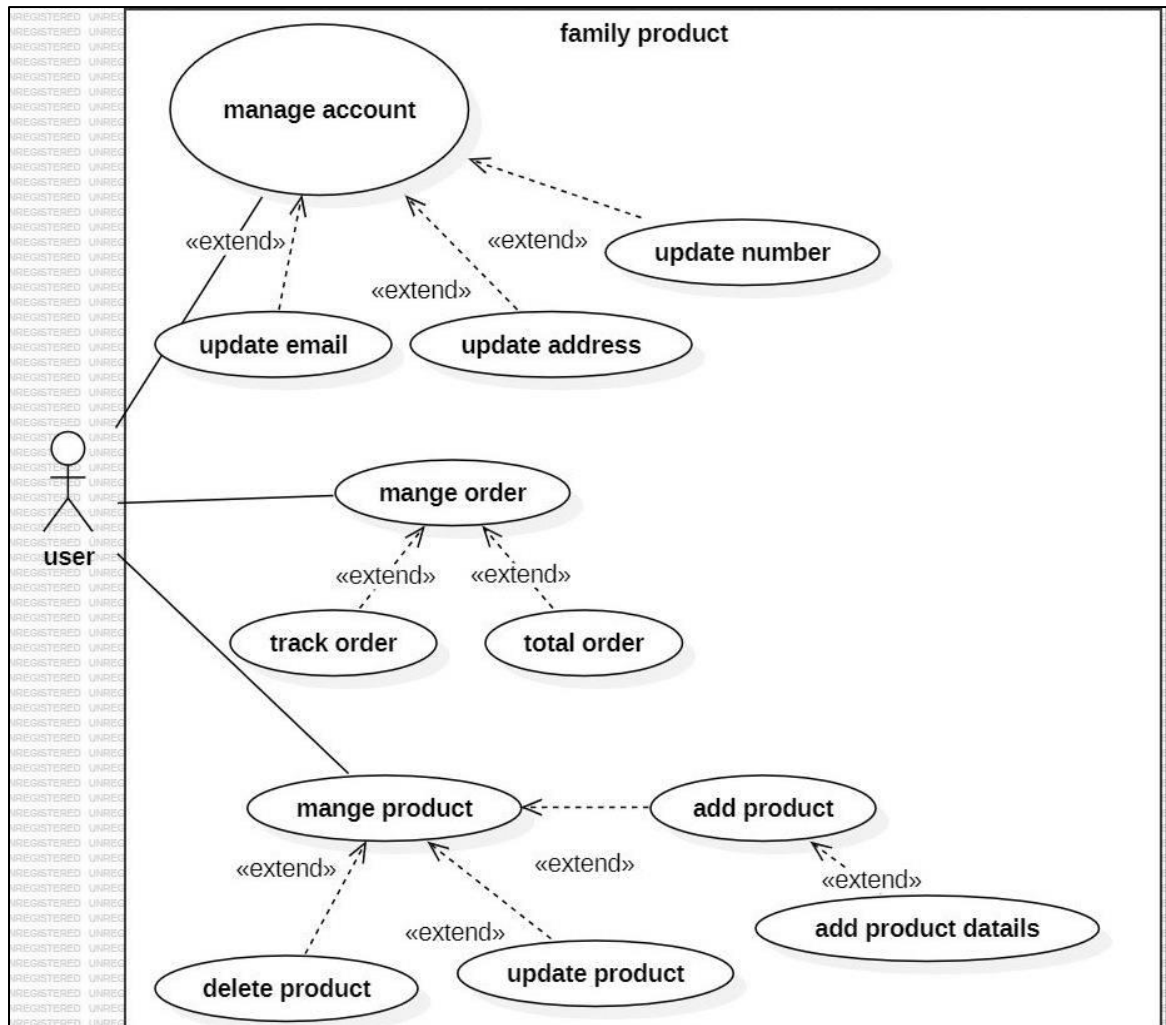 family product
manage account
«extend»
«extend»
update number
«extend»
update email
update address
mange order
user
«extend»
«extend»
track order
total order
mange product
add product
«extend»
«extend»
«extend»
add product datails
«extend»
update product
delete product
UNREGISTERED